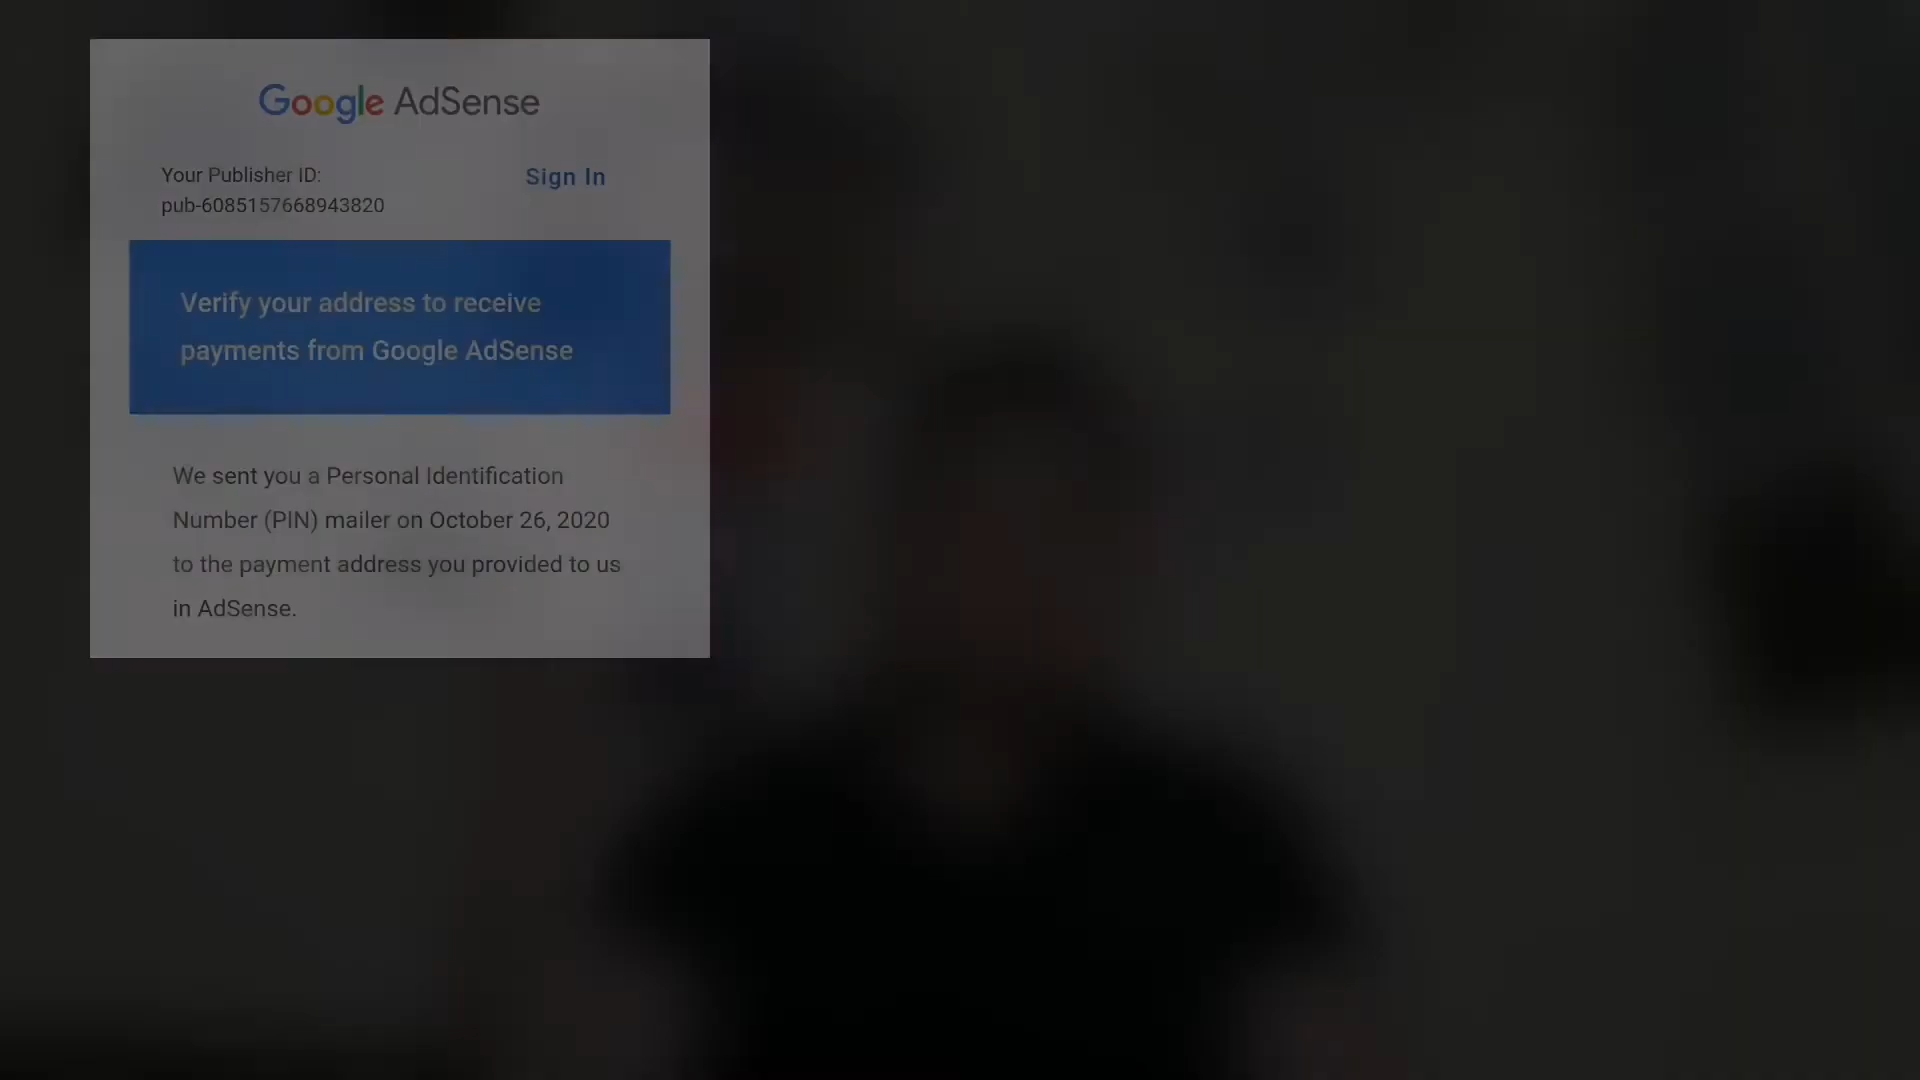 Google AdSense
Your Publisher ID:
Sign In
pub-6085157668943820
Verify your address to receive
payments from Google AdSense
We sent you a Personal Identification
Number (PIN) mailer on October 26, 2020
to the payment address you provided to us
in AdSense.